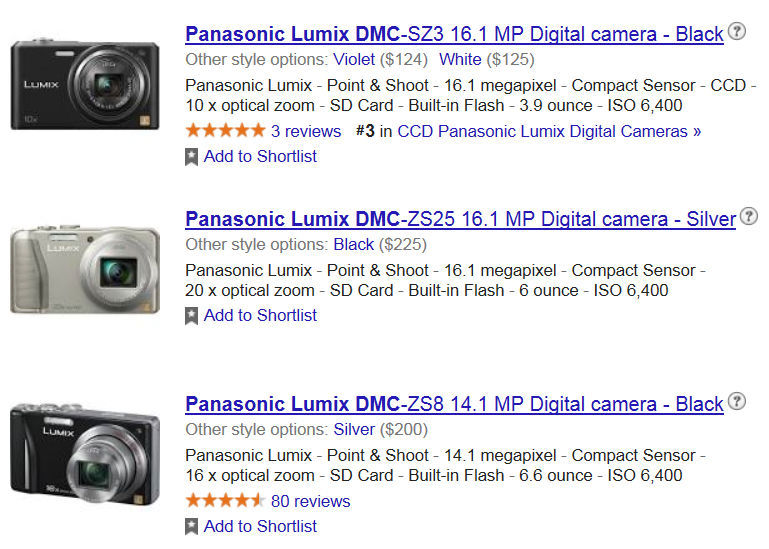 Panasonic Lumix DMC-SZ3 16.1 MP Digital camera - Black ?
Other style options: Violet ($124) White ($125)
LUMIX
Panasonic Lumix - Point & Shoot - 16.1 megapixel - Compact Sensor - CCD -
10 x optical zoom - SD Card - Built-in Flash - 3.9 ounce - ISO 6,400
10x
3 reviews #3 in CCD Panasonic Lumix Digital Cameras »
Add to Shortlist
Panasonic Lumix DMC-ZS25 16.1 MP Digital camera - Silver ?
Other style options: Black ($225)
LUMIX
Panasonic Lumix - Point & Shoot - 16.1 megapixel - Compact Sensor -
20 x optical zoom - SD Card - Built-in Flash - 6 ounce - ISO 6,400
Add to Shortlist
Panasonic Lumix DMC-ZS8 14.1 MP Digital camera - Black ?
Other style options: Silver ($200)
LUMIX
Panasonic Lumix - Point & Shoot - 14.1 megapixel - Compact Sensor -
16 x optical zoom - SD Card - Built-in Flash - 6.6 ounce - ISO 6,400
16x
80 reviews
Add to Shortlist